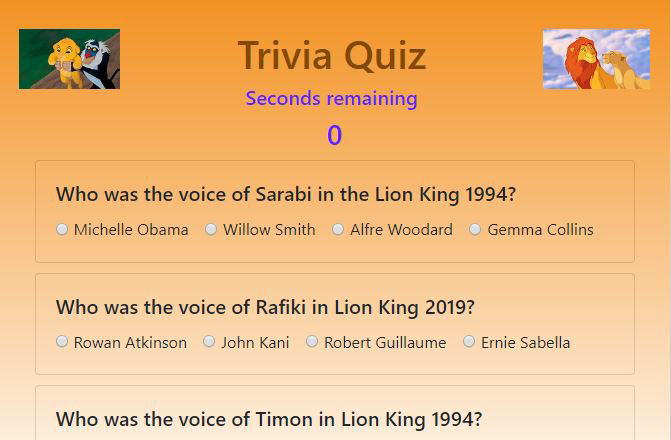 Trivia Quiz
Seconds remaining
0
Who was the voice of Sarabi in the Lion King 1994?
Michelle Obama Willow Smith Alfre Woodard Gemma Collins
Who was the voice of Rafiki in Lion King 2019?
Rowan Atkinson John Kani Robert Guillaume Ernie Sabella
Who was the voice of Timon in Lion King 1994?